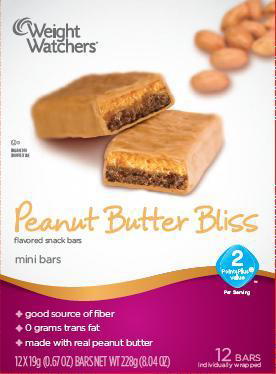 Weight
Watchers
Peanut Butter Bliss
flavored snack bars
mini bars
2
PointsPlus
value
Per Serving
+ good source of fiber
+ 0 grams trans fat
+ made with real peanut butter
12 X 19g (0.67 OZ) BARS NET WT 228g (8.04 OZ)
12 BARS
individually wrapped